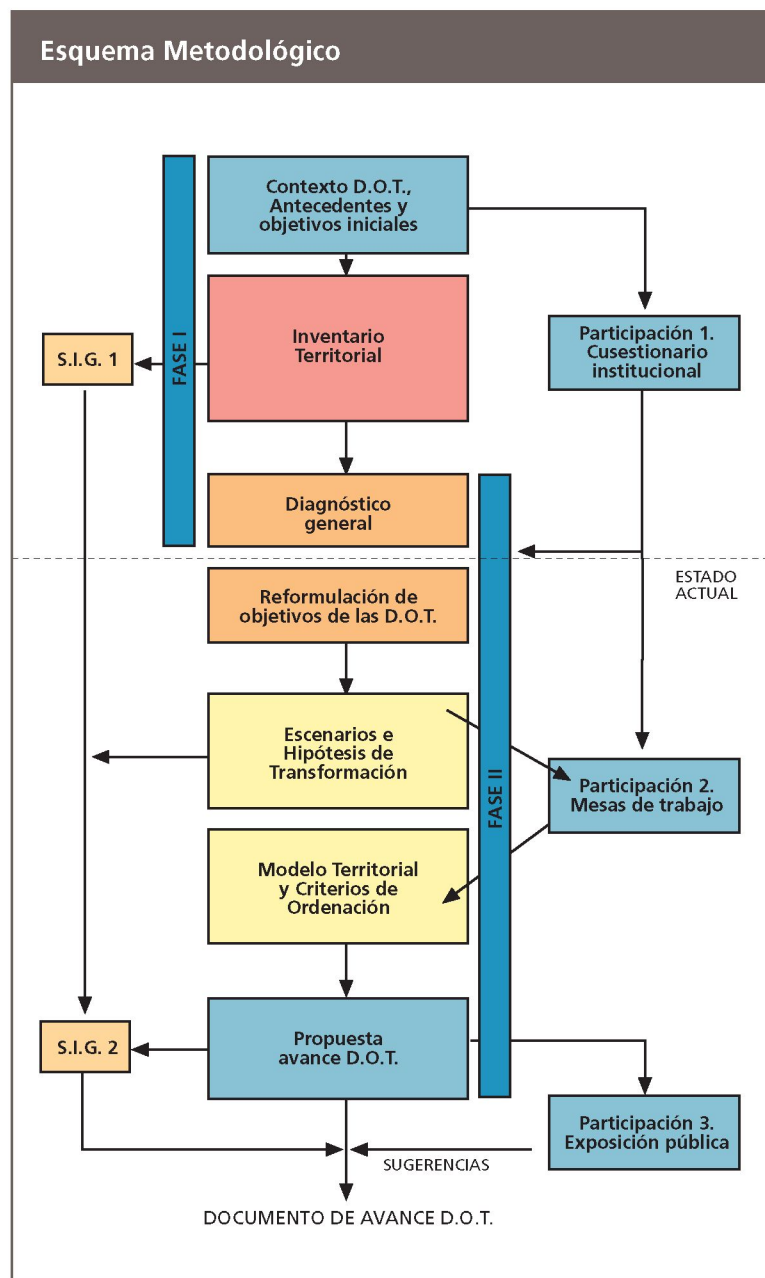 Esquema Metodológico
Contexto D.O.T.,
Antecedentes y
objetivos iniciales
FASE I
Inventario
Territorial
S.I.G. 1
Participación 1.
Cusestionario
institucional
Diagnóstico
general
ESTADO
ACTUAL
Reformulación de
objetivos de las D.O.T.
FASE II
Escenarios e
Hipótesis de
Transformación
Participación 2.
Mesas de trabajo
Modelo Territorial
y Criterios de
Ordenación
S.I.G. 2
Propuesta
avance D.O.T.
Participación 3.
Exposición pública
SUGERENCIAS
DOCUMENTO DE AVANCE D.O.T.